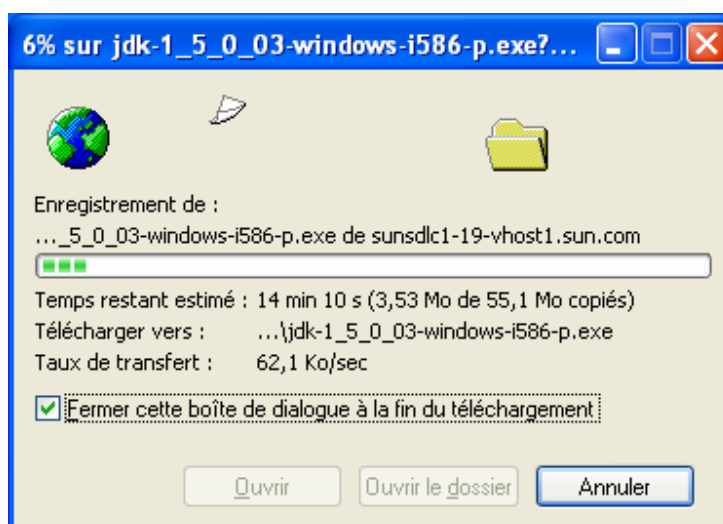 6% sur jdk-1_5_0_03-windows-i586-p.exe?...
Enregistrement de :
..._5_0_03-windows-i586-p.exe de sunsdlc1-19-vhost1.sun.com
Temps restant estimé : 14 min 10 s (3,53 Mo de 55,1 Mo copiés)
Télécharger vers : ...\jdk-1_5_0_03-windows-i586-p.exe
Taux de transfert : 62,1 Ko/sec
Fermer cette boîte de dialogue à la fin du téléchargement
Ouvrir Ouvrir le dossier Annuler